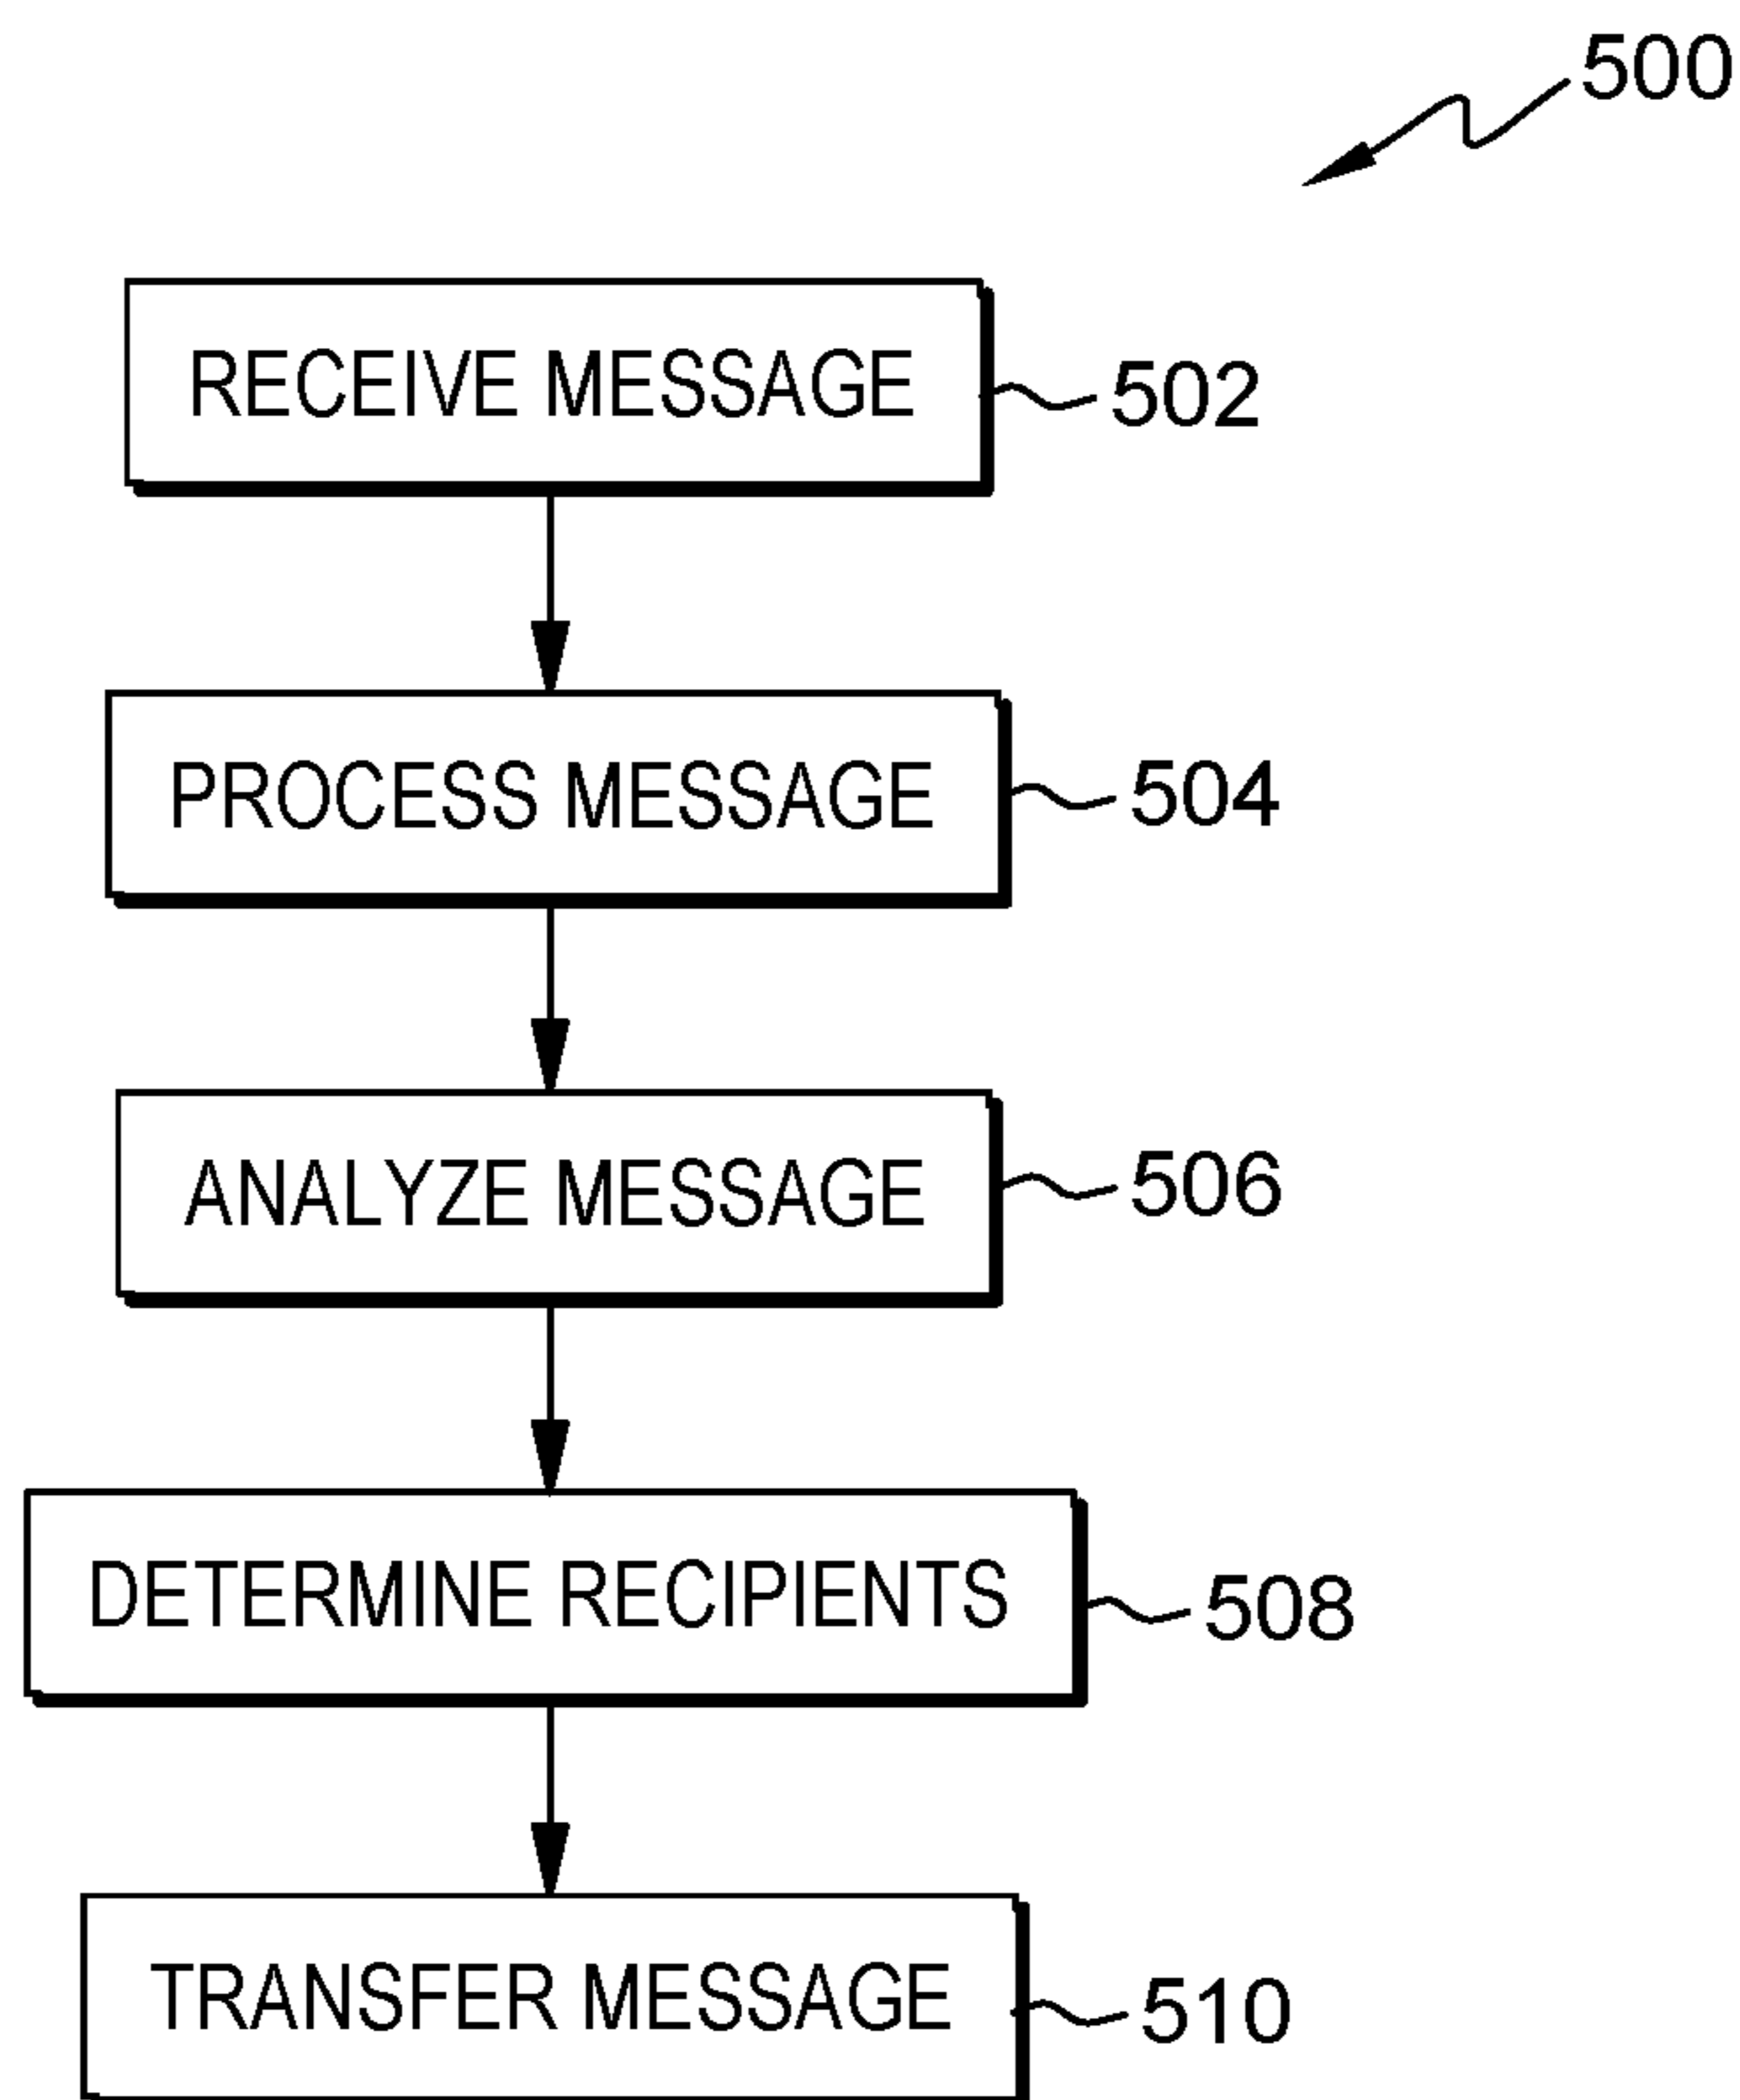 500
RECEIVE MESSAGE
502
PROCESS MESSAGE
504
ANALYZE MESSAGE
506
DETERMINE RECIPIENTS
508
TRANSFER MESSAGE
510